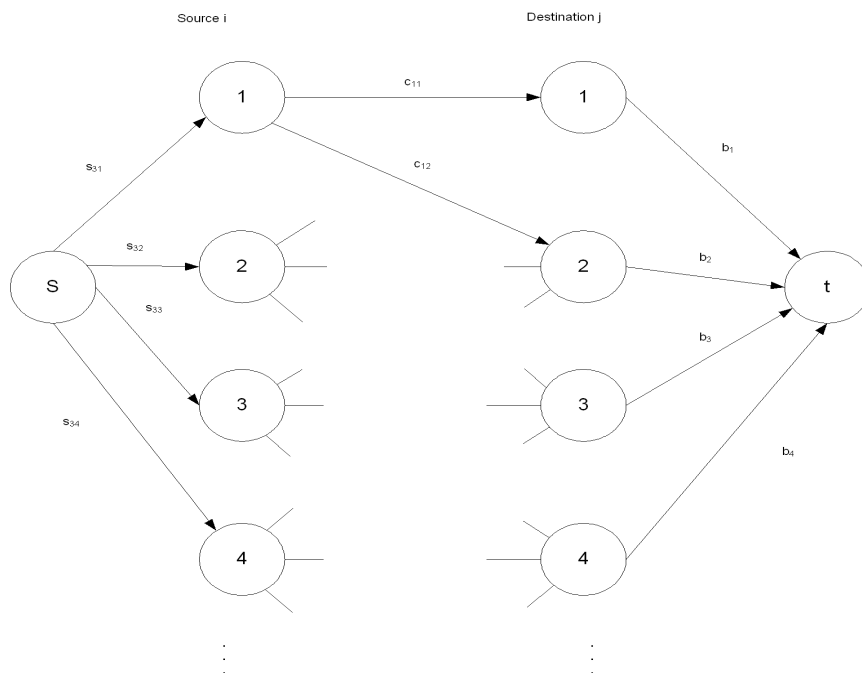 Source i
Destination j
1
c₁₁
1
s₃₁
c₁₂
b₁
S
s₃₂
2
2
b₂
t
s₃₃
3
3
b₃
s₃₄
4
4
b₄